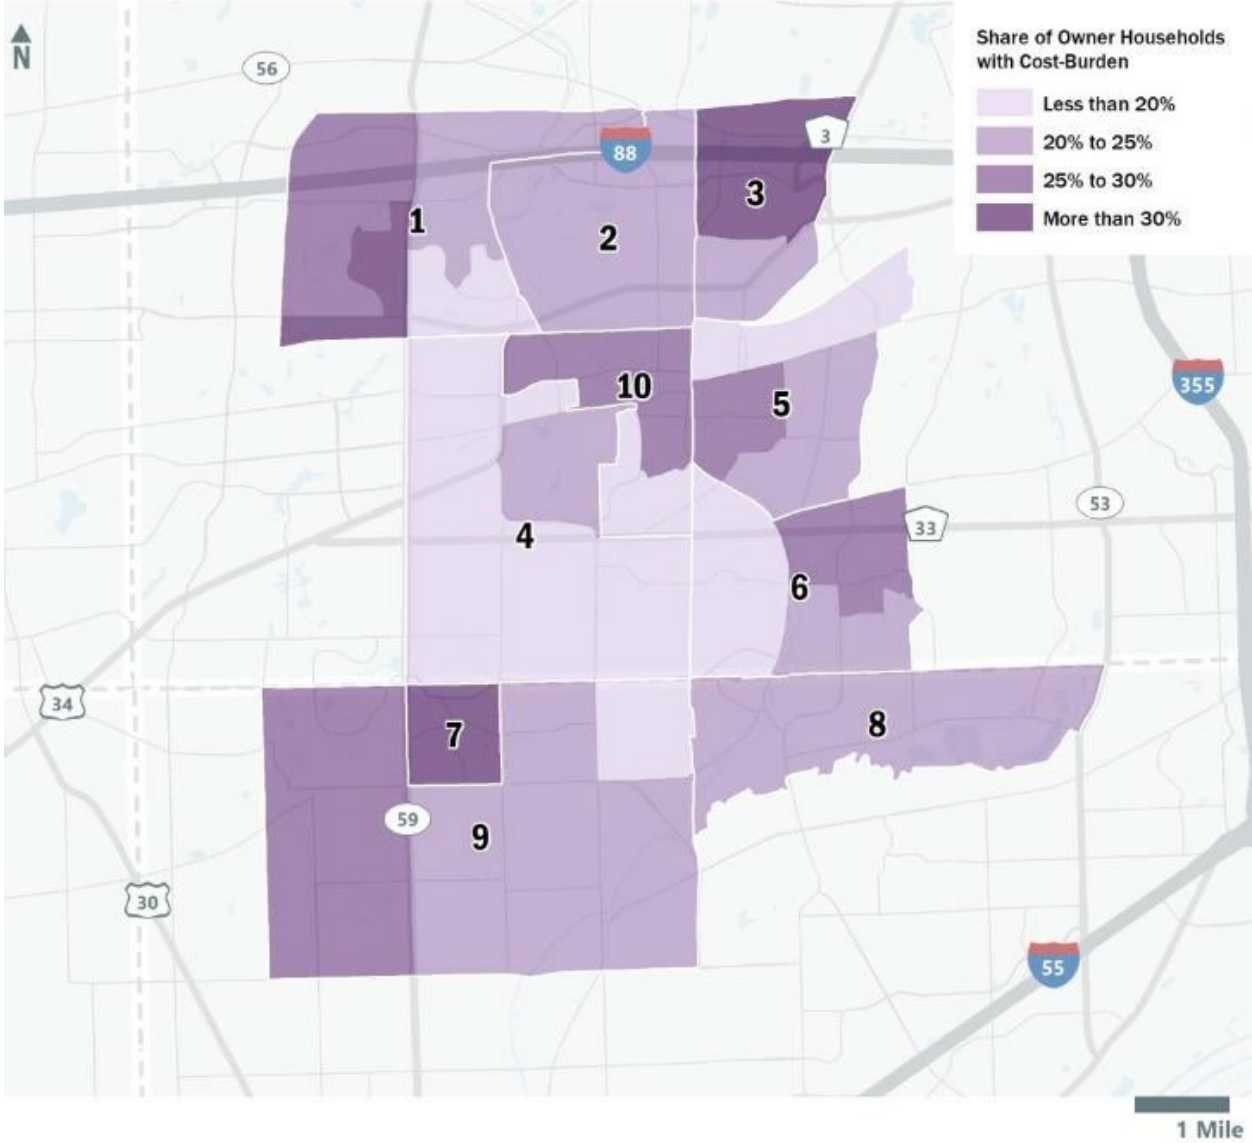 Share of Owner Households
with Cost-Burden
Less than 20%
20% to 25%
25% to 30%
More than 30%
N
56
88
3
1
2
3
10
5
355
4
53
33
6
34
7
8
59
9
30
55
1 Mile